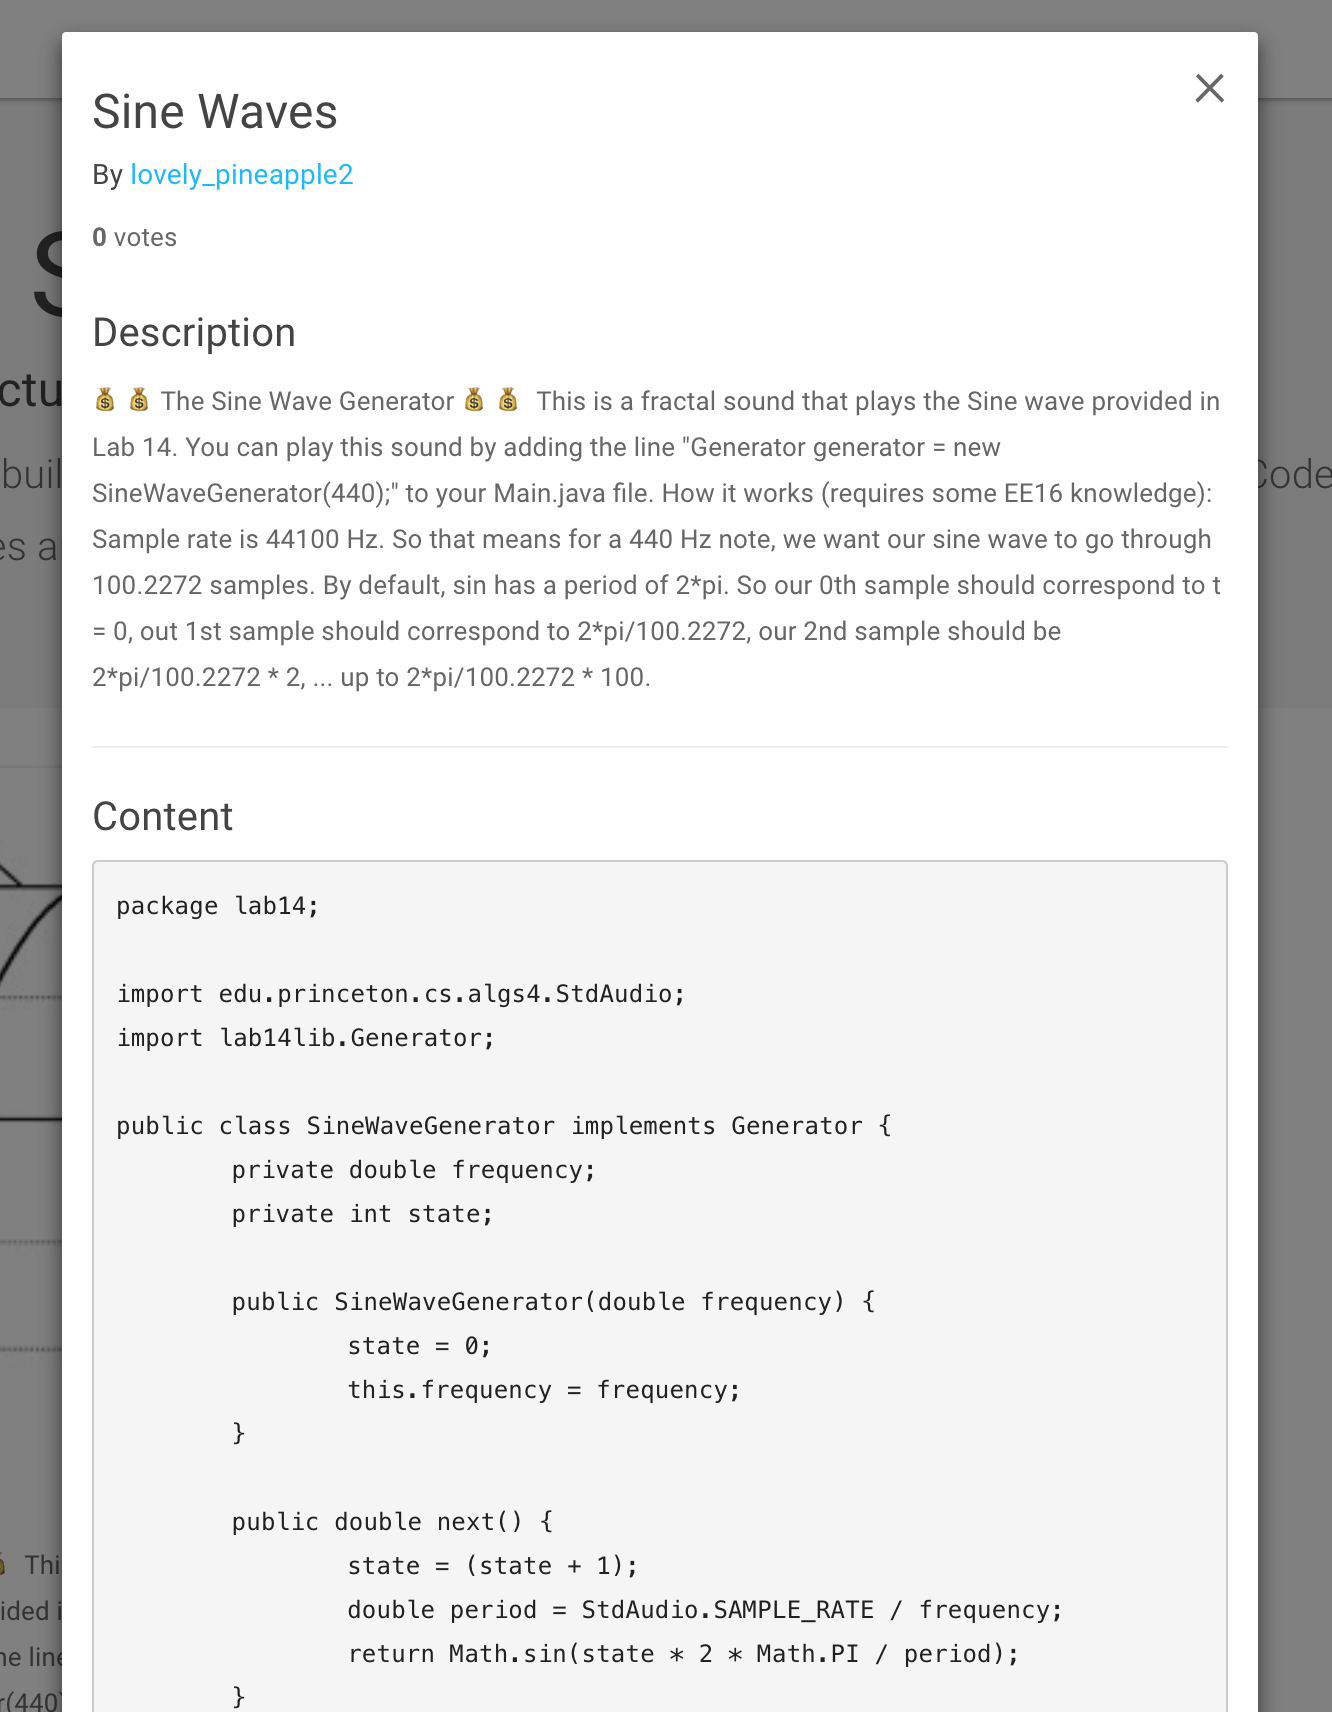 Sine Waves
By lovely_pineapple2
0 votes
Description
💰 💰 The Sine Wave Generator 💰 💰 This is a fractal sound that plays the Sine wave provided in
Lab 14. You can play this sound by adding the line "Generator generator = new
SineWaveGenerator(440);" to your Main.java file. How it works (requires some EE16 knowledge):
Sample rate is 44100 Hz. So that means for a 440 Hz note, we want our sine wave to go through
100.2272 samples. By default, sin has a period of 2*pi. So our 0th sample should correspond to t
= 0, out 1st sample should correspond to 2*pi/100.2272, our 2nd sample should be
2*pi/100.2272 * 2, ... up to 2*pi/100.2272 * 100.
Content
package lab14;
import edu.princeton.cs.algs4.StdAudio;
import lab14lib.Generator;
public class SineWaveGenerator implements Generator {
private double frequency;
private int state;
public SineWaveGenerator(double frequency) {
state = 0;
this.frequency = frequency;
}
public double next() {
state = (state + 1);
double period = StdAudio.SAMPLE_RATE / frequency;
return Math.sin(state * 2 * Math.PI / period);
}